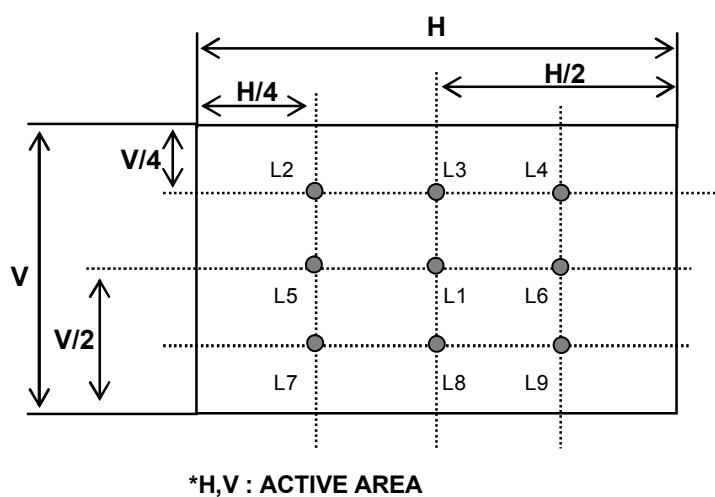 H
H/4
H/2
V/4
L2 L3 L4
V
L5 L1 L6
V/2
L7 L8 L9
*H,V : ACTIVE AREA